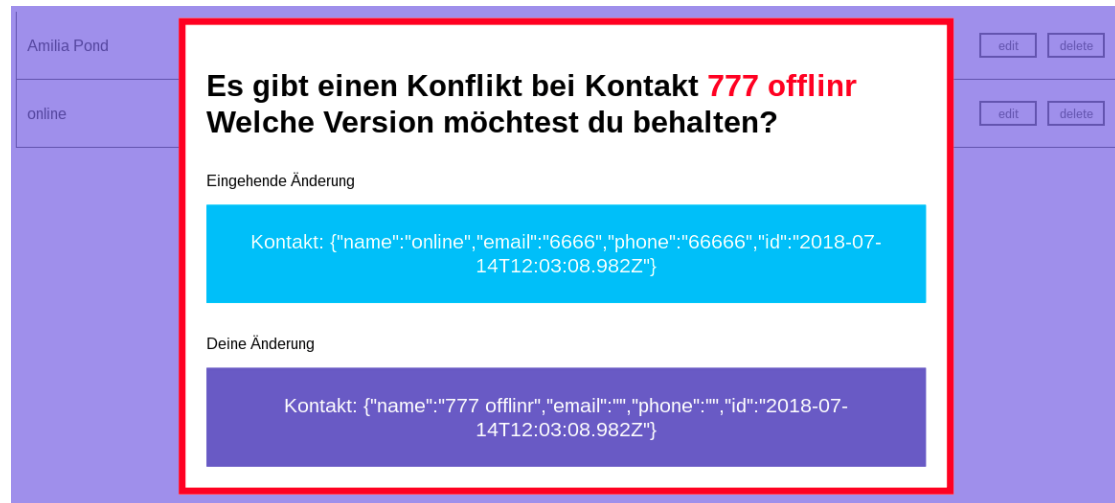 Amilia Pond
edit delete
online
edit delete
Es gibt einen Konflikt bei Kontakt 777 offlinr
Welche Version möchtest du behalten?
Eingehende Änderung
Kontakt: {"name":"online","email":"6666","phone":"66666","id":"2018-07-
14T12:03:08.982Z"}
Deine Änderung
Kontakt: {"name":"777 offlinr","email":"","phone":"","id":"2018-07-
14T12:03:08.982Z"}